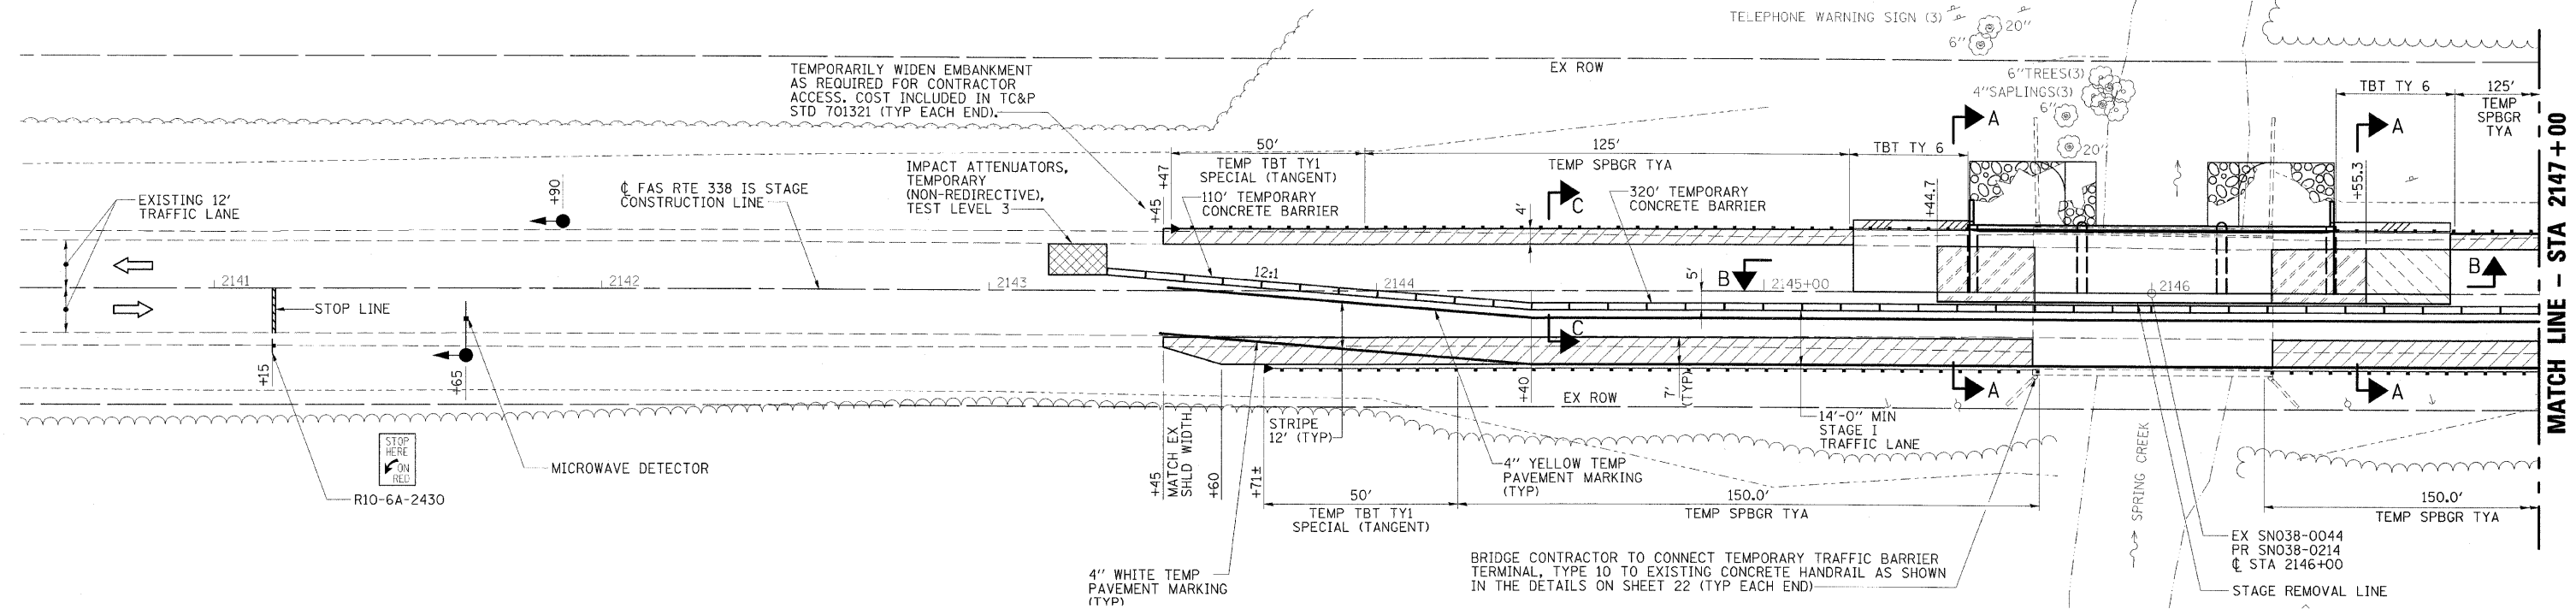 TELEPHONE WARNING SIGN (3)
20"
6"
EX ROW
TEMPORARILY WIDEN EMBANKMENT
AS REQUIRED FOR CONTRACTOR
ACCESS. COST INCLUDED IN TC&P
STD 701321 (TYP EACH END).
6"TREES(3)
4"SAPLINGS(3)
6"
20"
TBT TY 6
125'
TEMP
SPBGR
TYA
A
A
50'
TEMP TBT TY1
SPECIAL (TANGENT)
125'
TEMP SPBGR TYA
TBT TY 6
IMPACT ATTENUATORS,
TEMPORARY
(NON-REDIRECTIVE),
TEST LEVEL 3
110' TEMPORARY
CONCRETE BARRIER
320' TEMPORARY
CONCRETE BARRIER
EXISTING 12'
TRAFFIC LANE
+90
℄ FAS RTE 338 IS STAGE
CONSTRUCTION LINE
+47
+45
4'
C
+44.7
+55.3
12:1
B
B
5'
2141
2142
2143
2144
2145+00
2146
STOP LINE
+15
+65
C
+40
7'
(TYP)
A
A
EX ROW
14'-0" MIN
STAGE I
TRAFFIC LANE
STRIPE
12' (TYP)
STOP
HERE
ON
RED
R10-6A-2430
MICROWAVE DETECTOR
+45
MATCH EX
SHLD WIDTH
+60
+71±
4" YELLOW TEMP
PAVEMENT MARKING
(TYP)
50'
TEMP TBT TY1
SPECIAL (TANGENT)
150.0'
TEMP SPBGR TYA
SPRING CREEK
150.0'
TEMP SPBGR TYA
4" WHITE TEMP
PAVEMENT MARKING
(TYP)
BRIDGE CONTRACTOR TO CONNECT TEMPORARY TRAFFIC BARRIER
TERMINAL, TYPE 10 TO EXISTING CONCRETE HANDRAIL AS SHOWN
IN THE DETAILS ON SHEET 22 (TYP EACH END)
EX SN038-0044
PR SN038-0214
℄ STA 2146+00
STAGE REMOVAL LINE
MATCH LINE - STA 2147+00